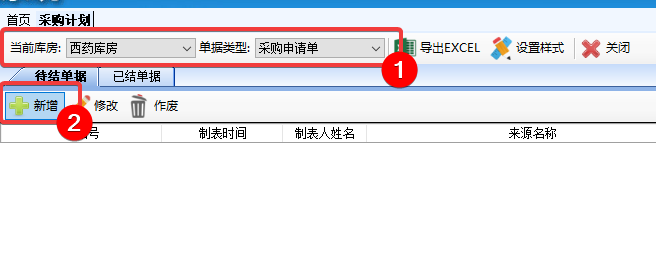 首页 采购计划
当前库房: 西药库房 单据类型: 采购申请单 导出EXCEL 设置样式 关闭
1
待结单据 已结单据
新增 修改 作废
2
号 制表时间 制表人姓名 来源名称